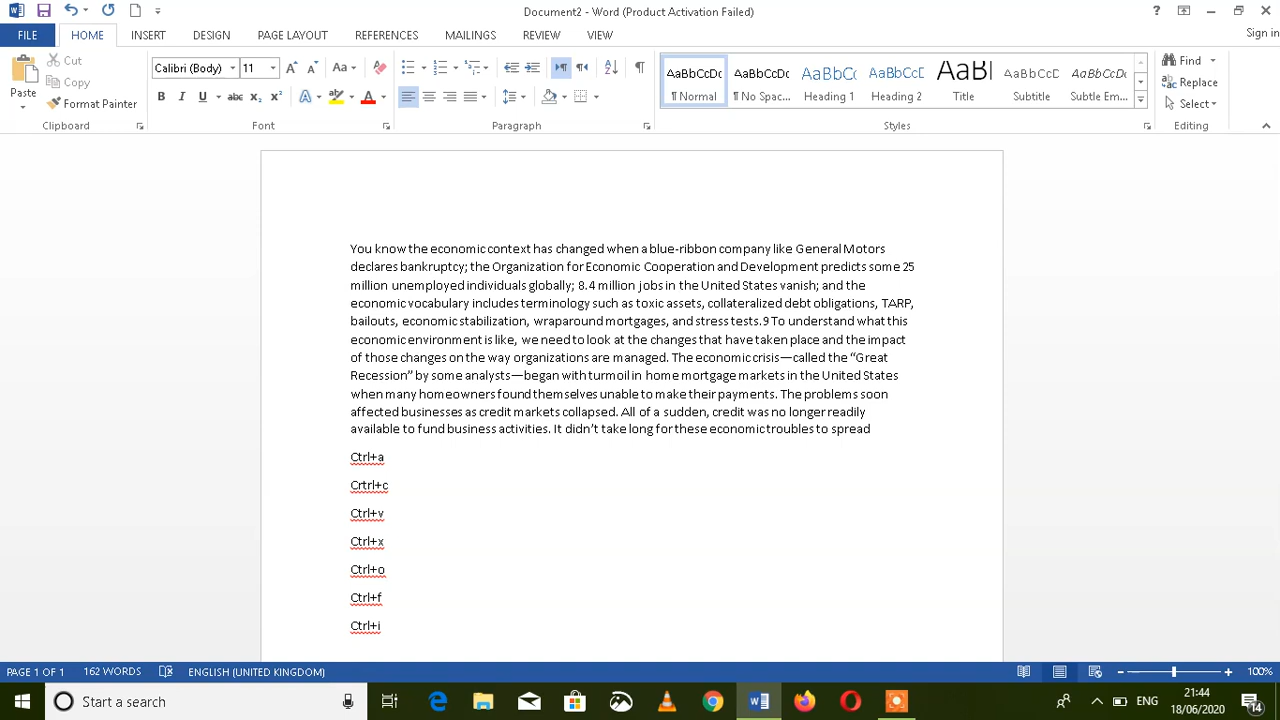 Document2 - Word (Product Activation Failed)
FILE HOME INSERT DESIGN PAGE LAYOUT REFERENCES MAILINGS REVIEW VIEW Sign in
Cut
Copy
Format Painter
Paste
Clipboard
Calibri (Body) 11
Font
Paragraph
AaBbCcDc AaBbCcDc AaBbCc AaBbCcD AaBl AaBbCcD AaBbCcD
¶ Normal ¶ No Spac... Heading 1 Heading 2 Title Subtitle Subtle Em...
Styles
Find
Replace
Select
Editing
You know the economic context has changed when a blue-ribbon company like General Motors
declares bankruptcy; the Organization for Economic Cooperation and Development predicts some 25
million unemployed individuals globally; 8.4 million jobs in the United States vanish; and the
economic vocabulary includes terminology such as toxic assets, collateralized debt obligations, TARP,
bailouts, economic stabilization, wraparound mortgages, and stress tests.9 To understand what this
economic environment is like, we need to look at the changes that have taken place and the impact
of those changes on the way organizations are managed. The economic crisis—called the “Great
Recession” by some analysts—began with turmoil in home mortgage markets in the United States
when many homeowners found themselves unable to make their payments. The problems soon
affected businesses as credit markets collapsed. All of a sudden, credit was no longer readily
available to fund business activities. It didn’t take long for these economic troubles to spread
Ctrl+a
Crtrl+c
Ctrl+v
Ctrl+x
Ctrl+o
Ctrl+f
Ctrl+i
PAGE 1 OF 1 162 WORDS ENGLISH (UNITED KINGDOM) 100%
Start a search
ENG
21:44
18/06/2020
14